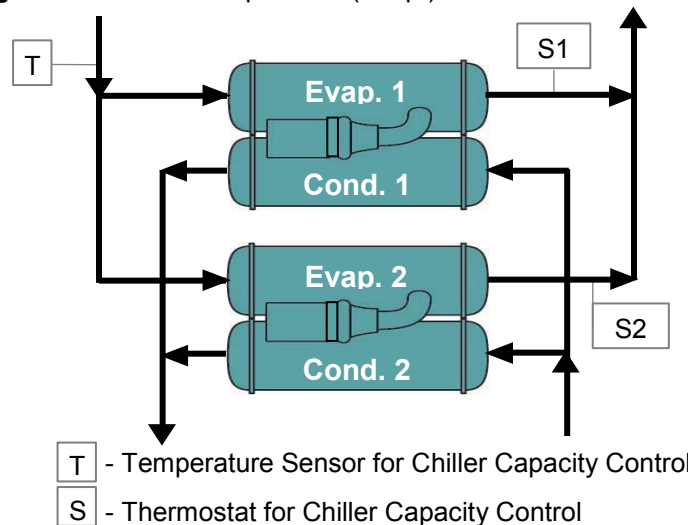 T
S1
Evap. 1
Cond. 1
Evap. 2
S2
Cond. 2
T - Temperature Sensor for Chiller Capacity Control
S - Thermostat for Chiller Capacity Control